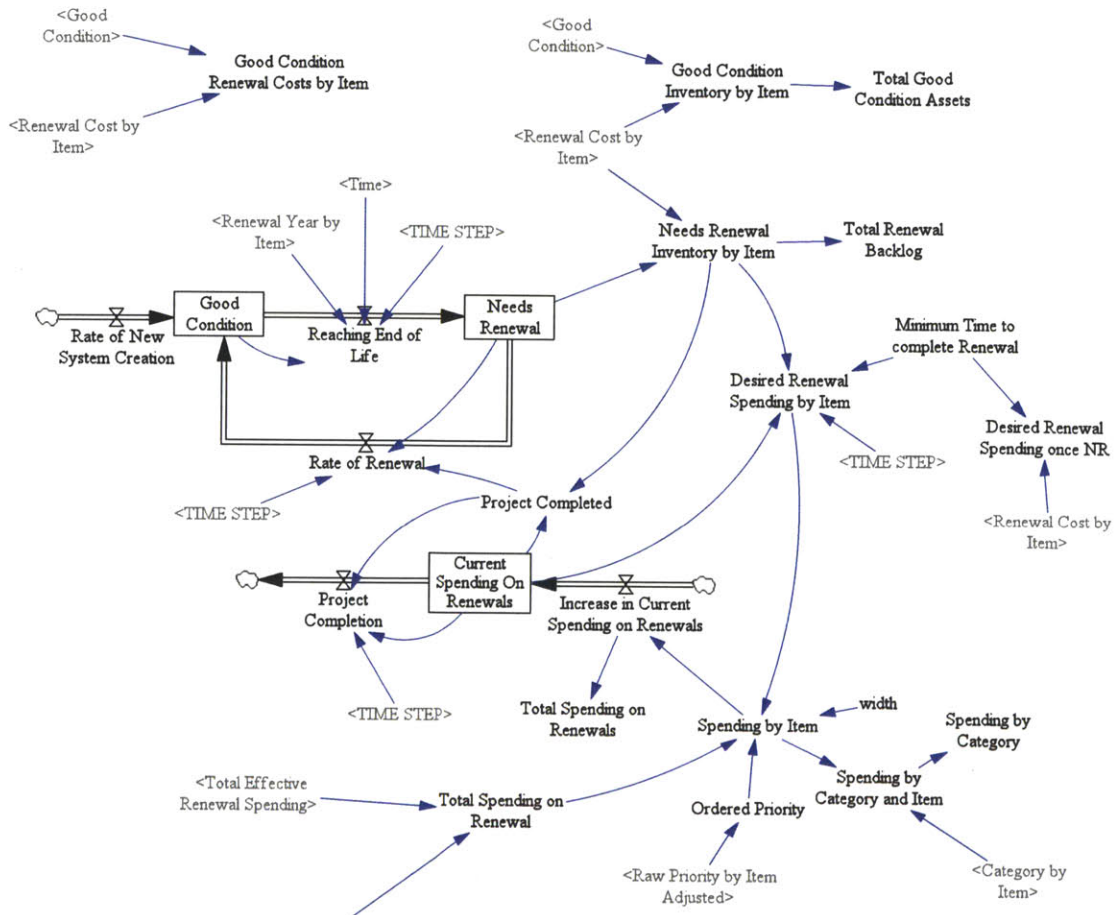 <Good
Condition>
Good Condition
Renewal Costs by Item
<Renewal Cost by
Item>
<Good
Condition>
Good Condition
Inventory by Item
Total Good
Condition Assets
<Renewal Cost by
Item>
<Time>
<Renewal Year by
Item>
<TIME STEP>
Needs Renewal
Inventory by Item
Total Renewal
Backlog
Good
Condition
Needs
Renewal
Rate of New
System Creation
Reaching End of
Life
Minimum Time to
complete Renewal
Desired Renewal
Spending by Item
Desired Renewal
Spending once NR
<TIME STEP>
<Renewal Cost by
Item>
Rate of Renewal
<TIME STEP>
Project Completed
Current
Spending On
Renewals
Project
Completion
Increase in Current
Spending on Renewals
<TIME STEP>
Total Spending on
Renewals
Spending by Item
width
Spending by
Category
Spending by
Category and Item
<Total Effective
Renewal Spending>
Total Spending on
Renewal
Ordered Priority
<Raw Priority by Item
Adjusted>
<Category by
Item>